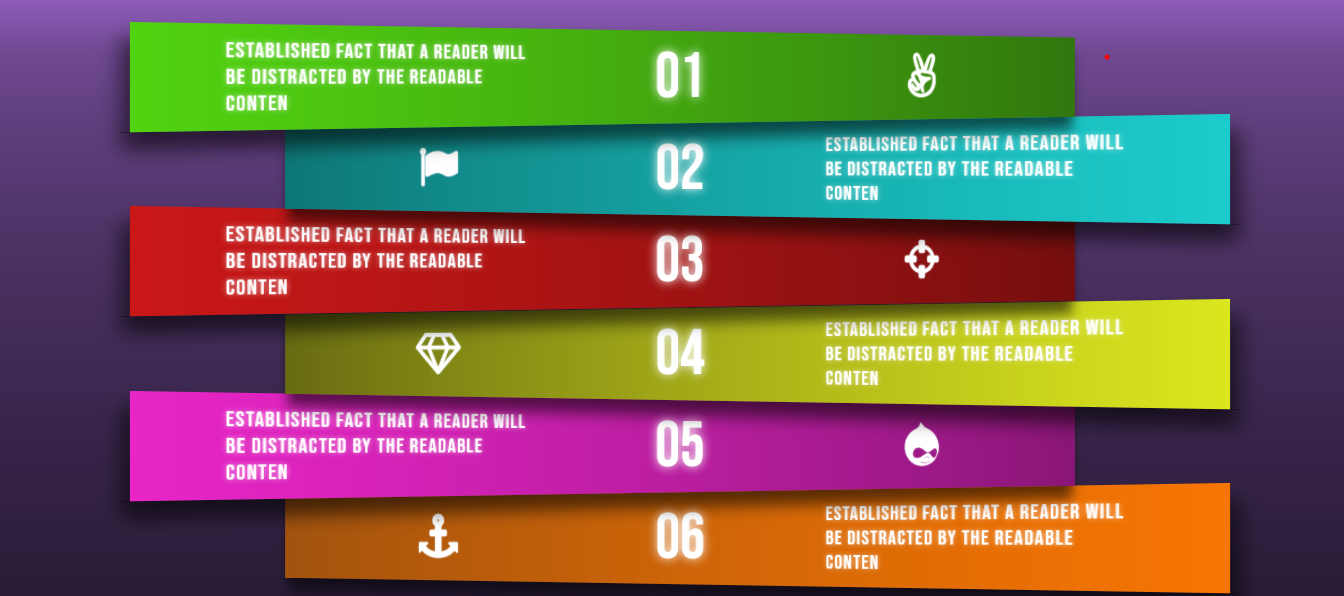 ESTABLISHED FACT THAT A READER WILL
BE DISTRACTED BY THE READABLE
CONTEN
01
02
ESTABLISHED FACT THAT A READER WILL
BE DISTRACTED BY THE READABLE
CONTEN
ESTABLISHED FACT THAT A READER WILL
BE DISTRACTED BY THE READABLE
CONTEN
03
04
ESTABLISHED FACT THAT A READER WILL
BE DISTRACTED BY THE READABLE
CONTEN
ESTABLISHED FACT THAT A READER WILL
BE DISTRACTED BY THE READABLE
CONTEN
05
06
ESTABLISHED FACT THAT A READER WILL
BE DISTRACTED BY THE READABLE
CONTEN